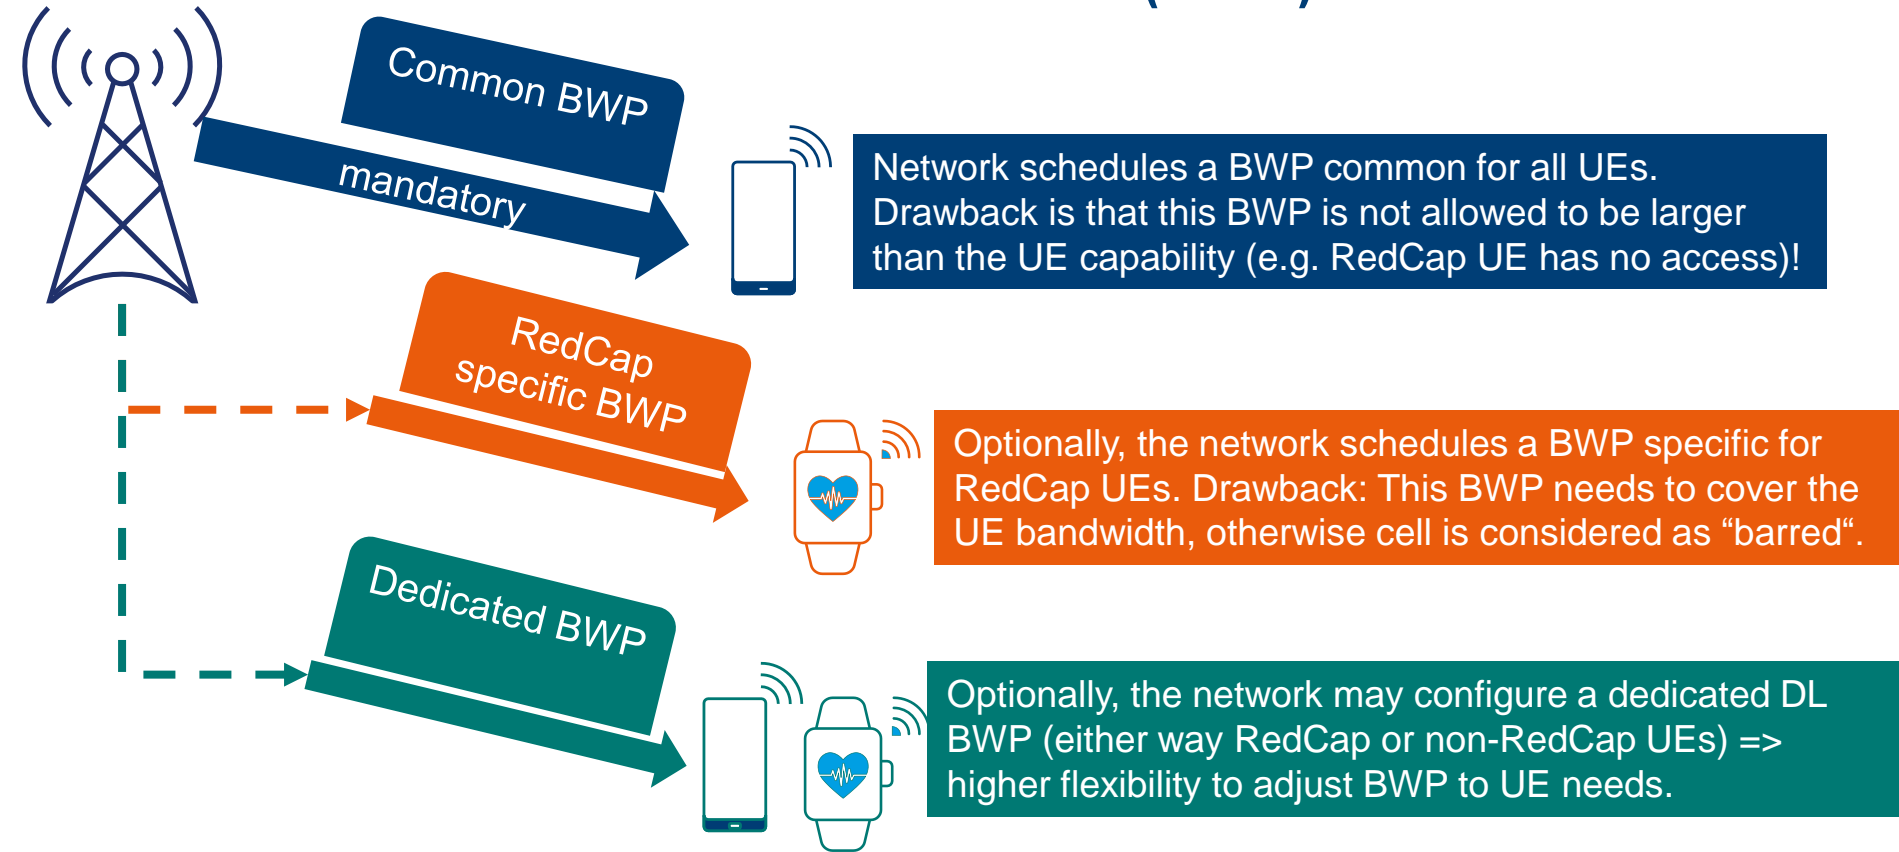 Common BWP
mandatory
Network schedules a BWP common for all UEs.
Drawback is that this BWP is not allowed to be larger
than the UE capability (e.g. RedCap UE has no access)!
RedCap
specific BWP
Optionally, the network schedules a BWP specific for
RedCap UEs. Drawback: This BWP needs to cover the
UE bandwidth, otherwise cell is considered as “barred“.
Dedicated BWP
Optionally, the network may configure a dedicated DL
BWP (either way RedCap or non-RedCap UEs) =>
higher flexibility to adjust BWP to UE needs.